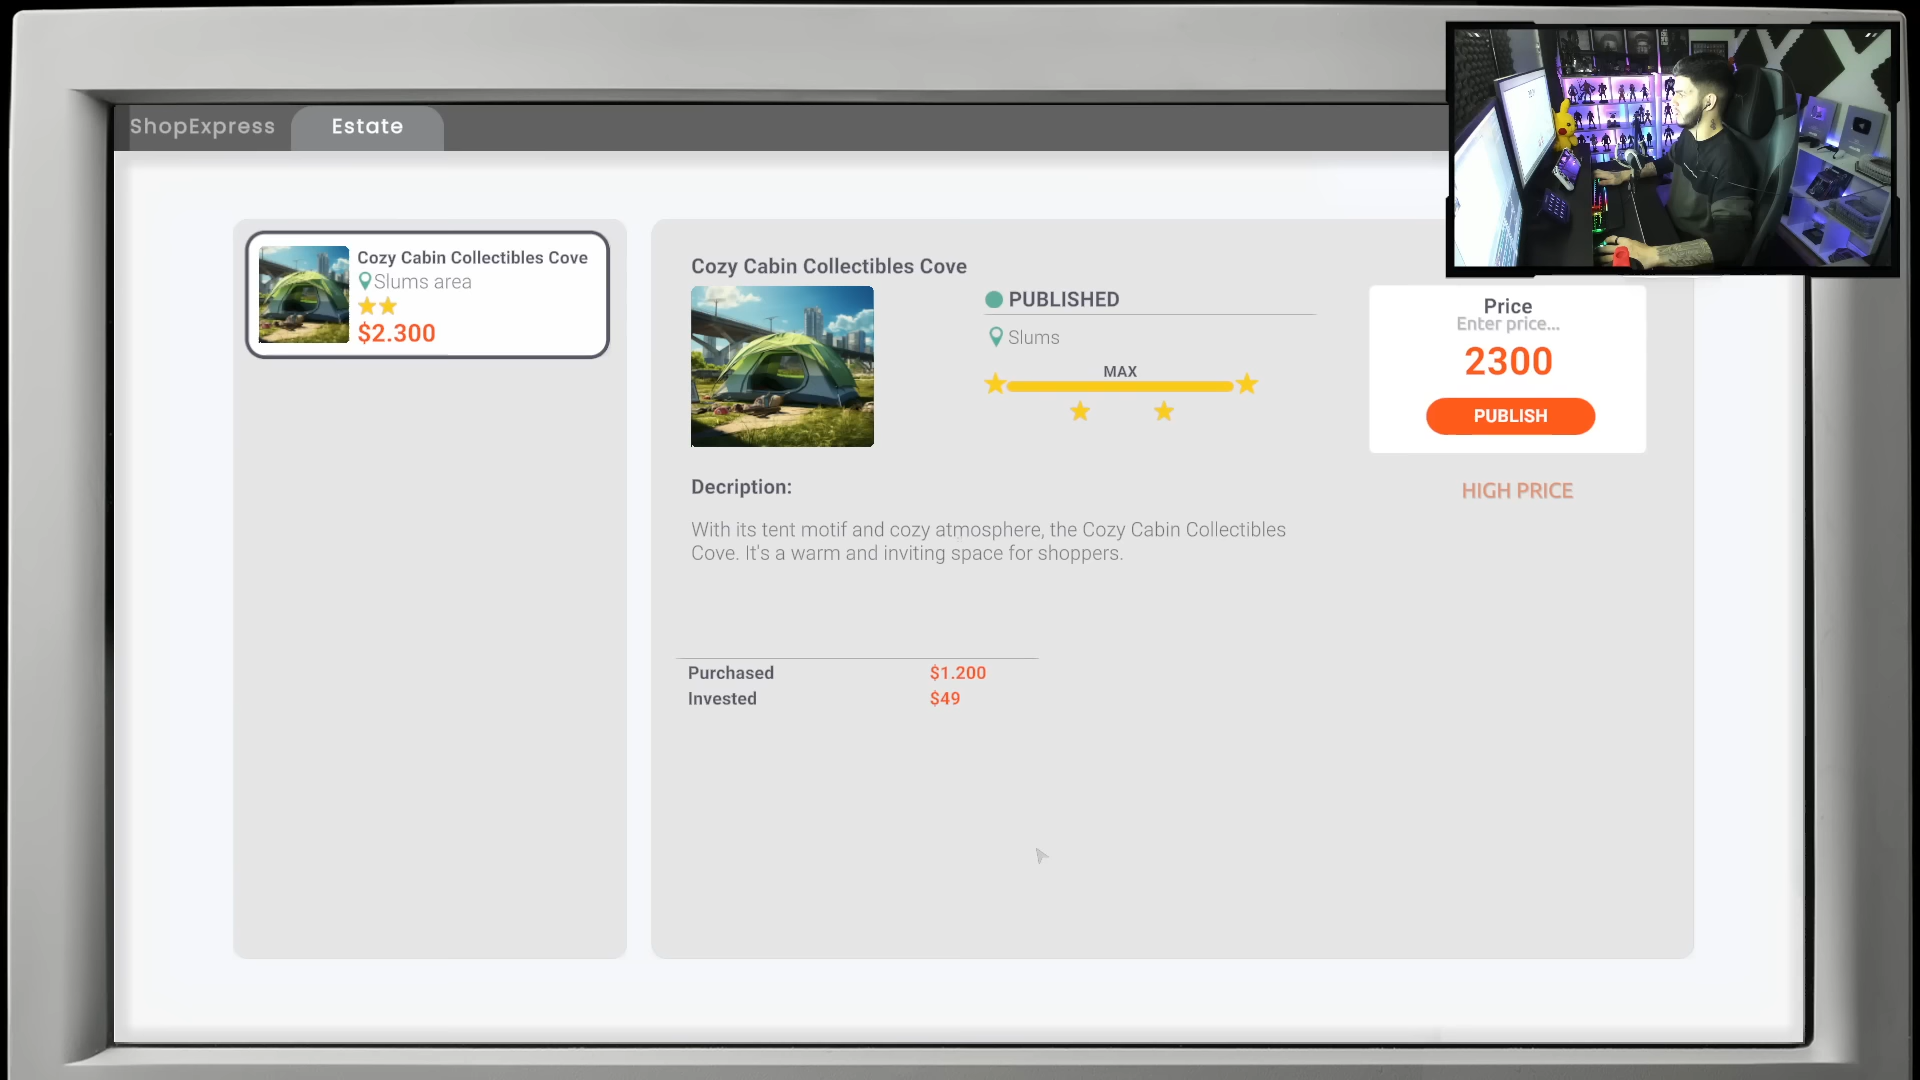 ShopExpress
Estate
Cozy Cabin Collectibles Cove
Slums area
$2.300
Cozy Cabin Collectibles Cove
PUBLISHED
Slums
MAX
Price
Enter price...
2300
PUBLISH
HIGH PRICE
Decription:
With its tent motif and cozy atmosphere, the Cozy Cabin Collectibles
Cove. It's a warm and inviting space for shoppers.
Purchased $1.200
Invested $49